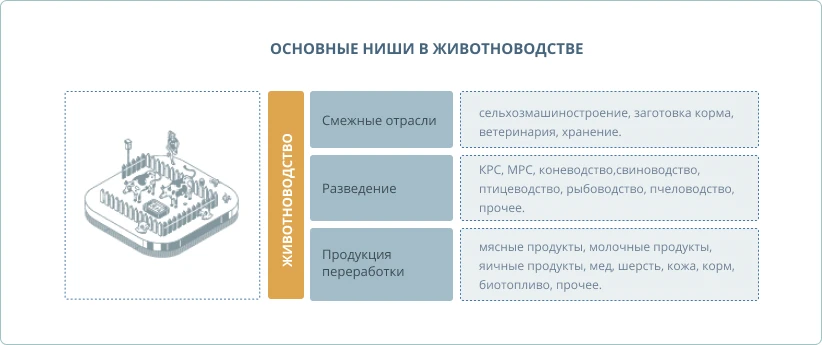 ОСНОВНЫЕ НИШИ В ЖИВОТНОВОДСТВЕ
ЖИВОТНОВОДСТВО
Смежные отрасли
сельхозмашиностроение, заготовка корма,
ветеринария, хранение.
Разведение
КРС, МРС, коневодство,свиноводство,
птицеводство, рыбоводство, пчеловодство,
прочее.
Продукция
переработки
мясные продукты, молочные продукты,
яичные продукты, мед, шерсть, кожа, корм,
биотопливо, прочее.